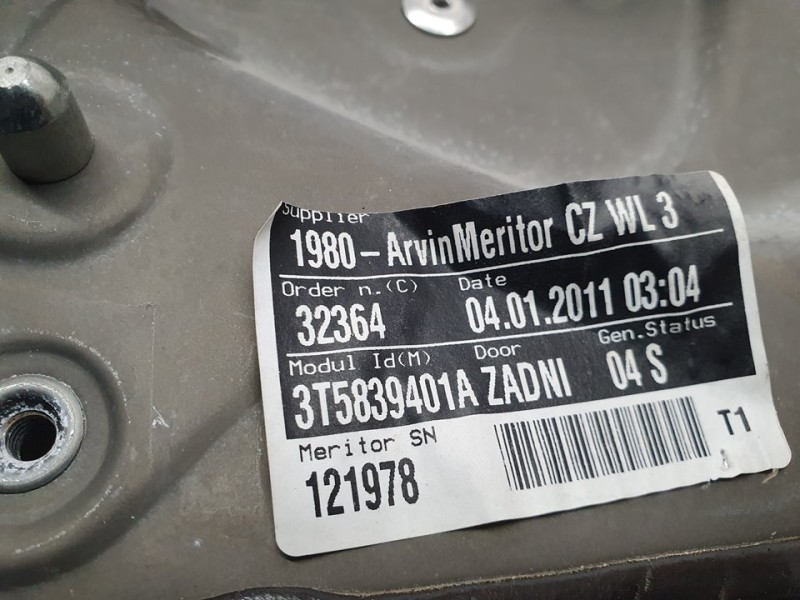 Supplier
1980-ArvinMeritor CZ WL 3
Order n.(C) Date
32364 04.01.2011 03:04
Modul Id(M) Door Gen.Status
3T5839401A ZADNI 04 S
Meritor SN
121978 T1